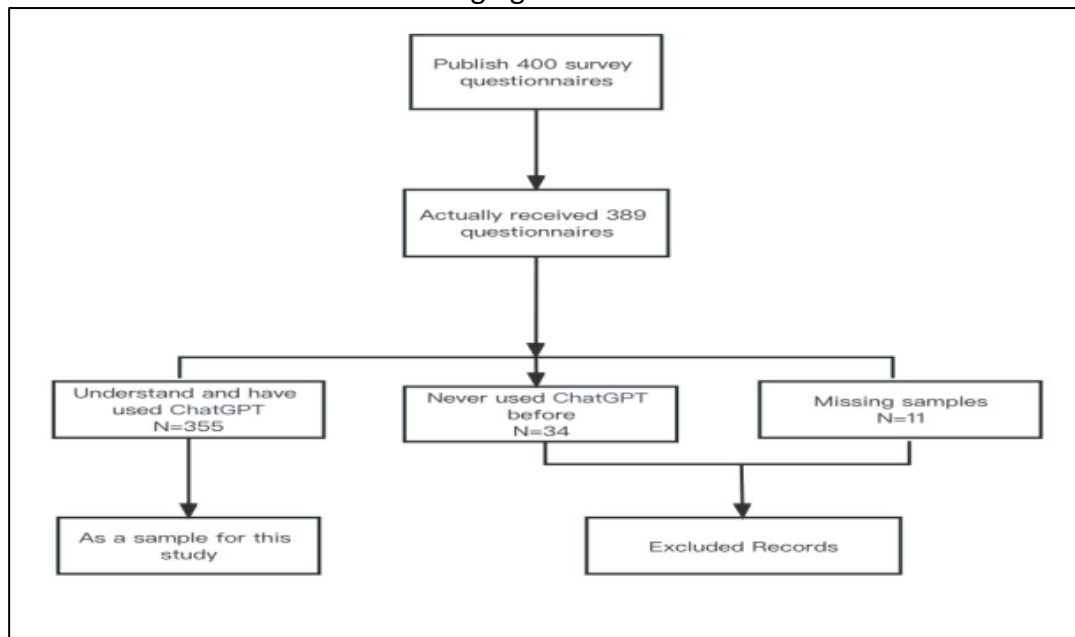 Publish 400 survey
questionnaires
Actually received 389
questionnaires
Understand and have
used ChatGPT
N=355
Never used ChatGPT
before
N=34
Missing samples
N=11
As a sample for this
study
Excluded Records